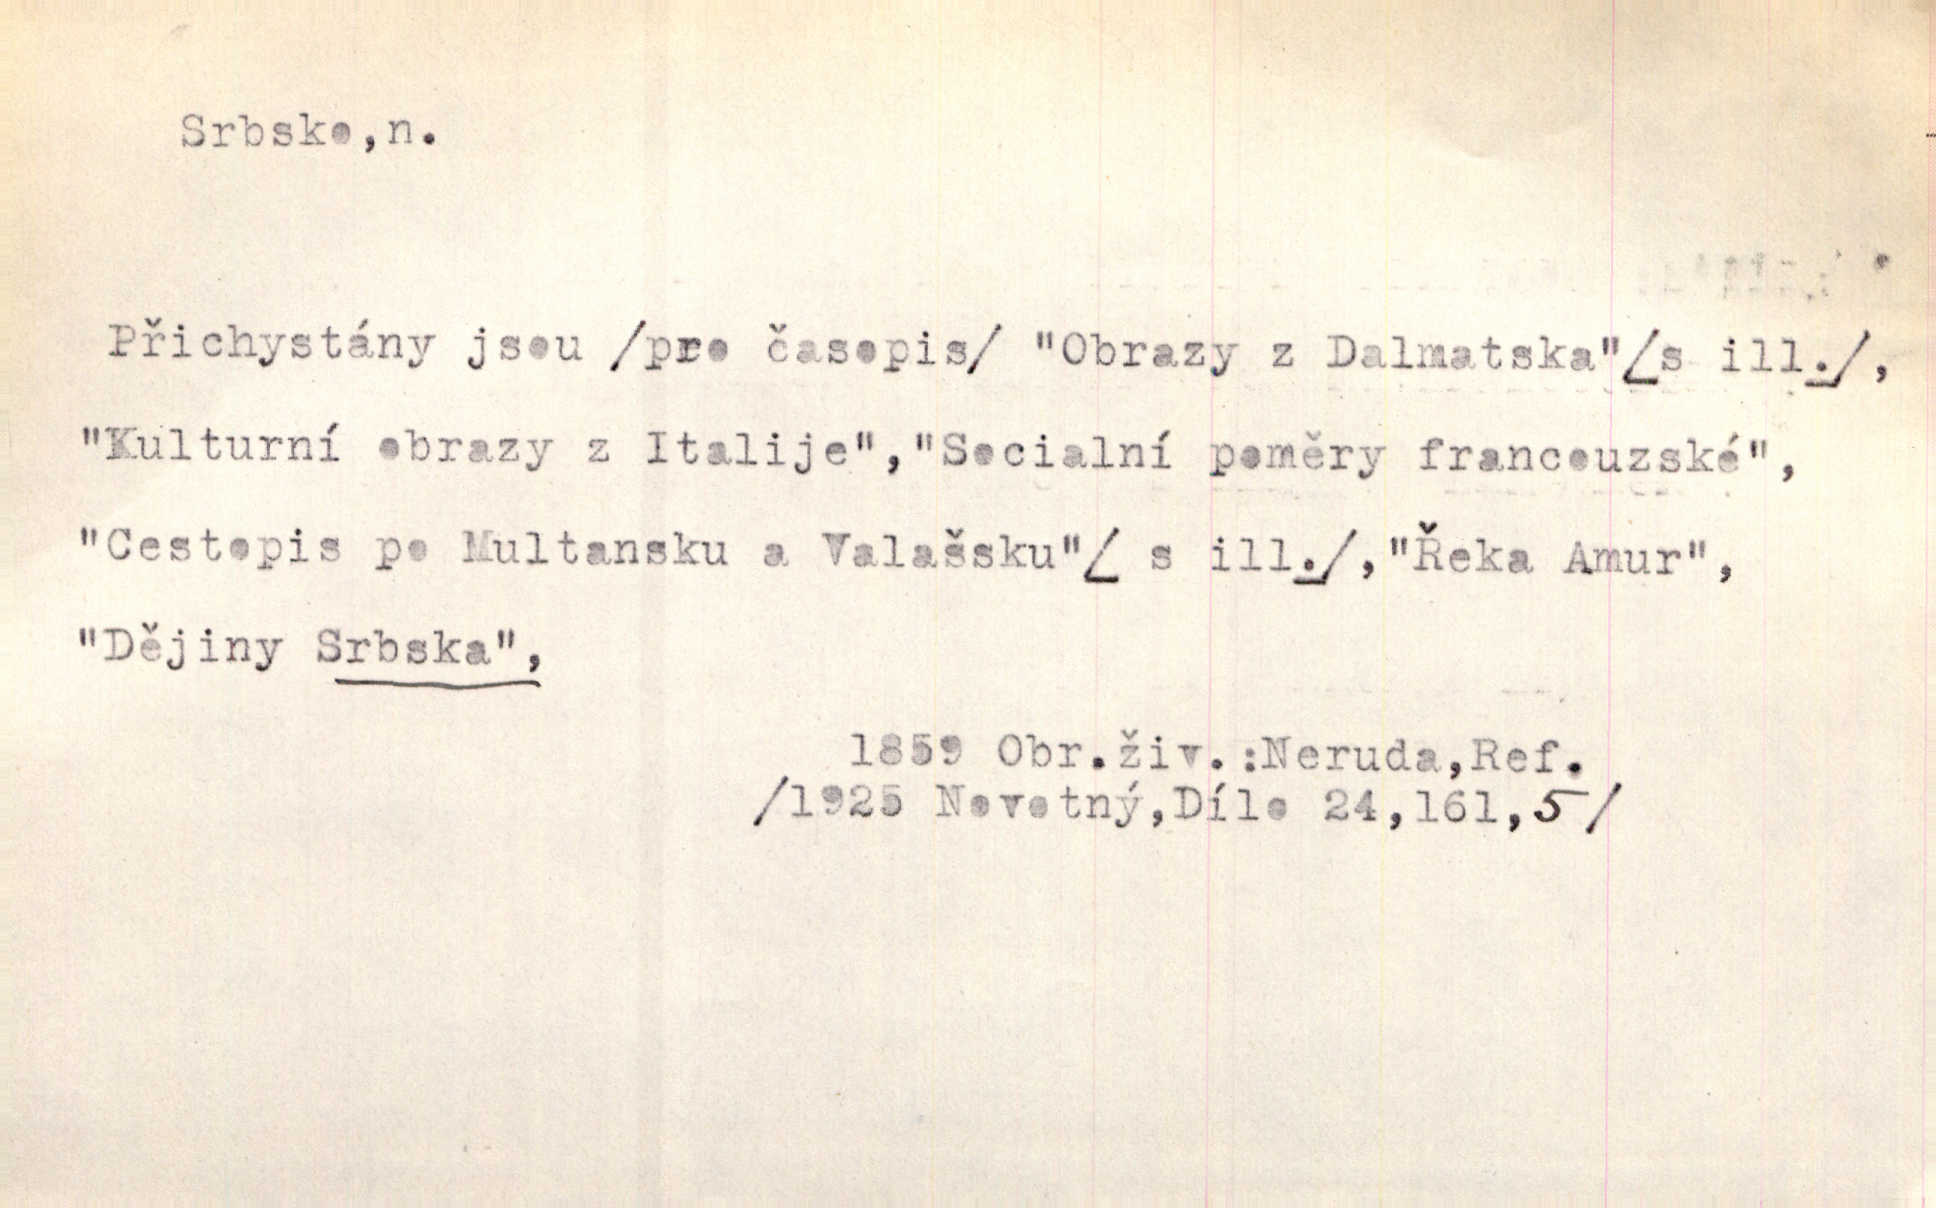 Srbsko,n.
Přichystány jsou /pro časopis/ "Obrazy z Dalmatska"/s ill./,
"Kulturní obrazy z Italije","Socialní poměry francouzské",
"Cestopis po Multansku a Valašsku"/ s ill./,"Řeka Amur",
"Dějiny Srbska",
1859 Obr.živ.:Neruda,Ref.
/1925 Novotný,Dílo 24,161,5/